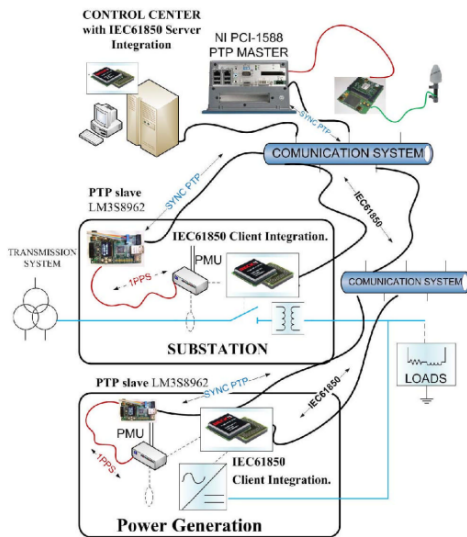 CONTROL CENTER
with IEC61850 Server
Integration
NI PCI-1588
PTP MASTER
SYNC PTP
COMUNICATION SYSTEM
PTP slave
LM3S8962
SYNC PTP
IEC61850
TRANSMISSION
SYSTEM
IEC61850 Client Integration.
PMU
1PPS
COMUNICATION SYSTEM
SUBSTATION
LOADS
PTP slave LM3S8962
SYNC PTP
IEC61850
PMU
1PPS
IEC61850
Client Integration.
Power Generation